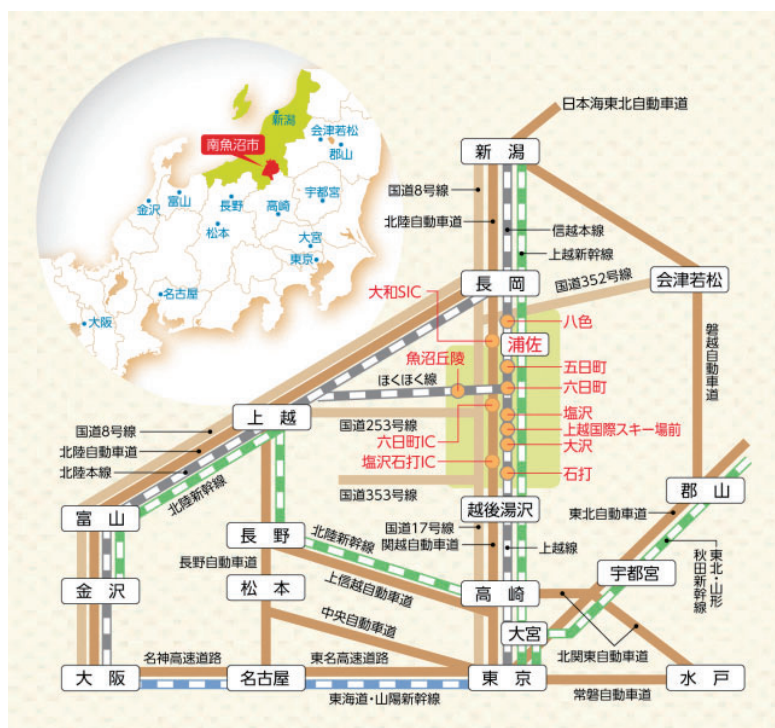 新潟
会津若松
郡山
南魚沼市
宇都宮
金沢
富山
長野
高崎
松本
大宮
東京
名古屋
大阪
日本海東北自動車道
新潟
国道8号線
北陸自動車道
信越本線
上越新幹線
国道352号線
会津若松
長岡
大和SIC
八色
浦佐
魚沼丘陵
五日町
ほくほく線
六日町
磐越自動車道
上越
塩沢
国道253号線
上越国際スキー場前
六日町IC
大沢
国道8号線
北陸自動車道
北陸本線
北陸新幹線
塩沢石打IC
石打
国道353号線
郡山
富山
越後湯沢
東北自動車道
長野
北陸新幹線
国道17号線
関越自動車道
上越線
長野自動車道
東北・山形
秋田新幹線
宇都宮
金沢
松本
上信越自動車道
高崎
中央自動車道
大宮
北関東自動車道
名神高速道路
東名高速道路
大阪
名古屋
東京
水戸
東海道・山陽新幹線
常磐自動車道